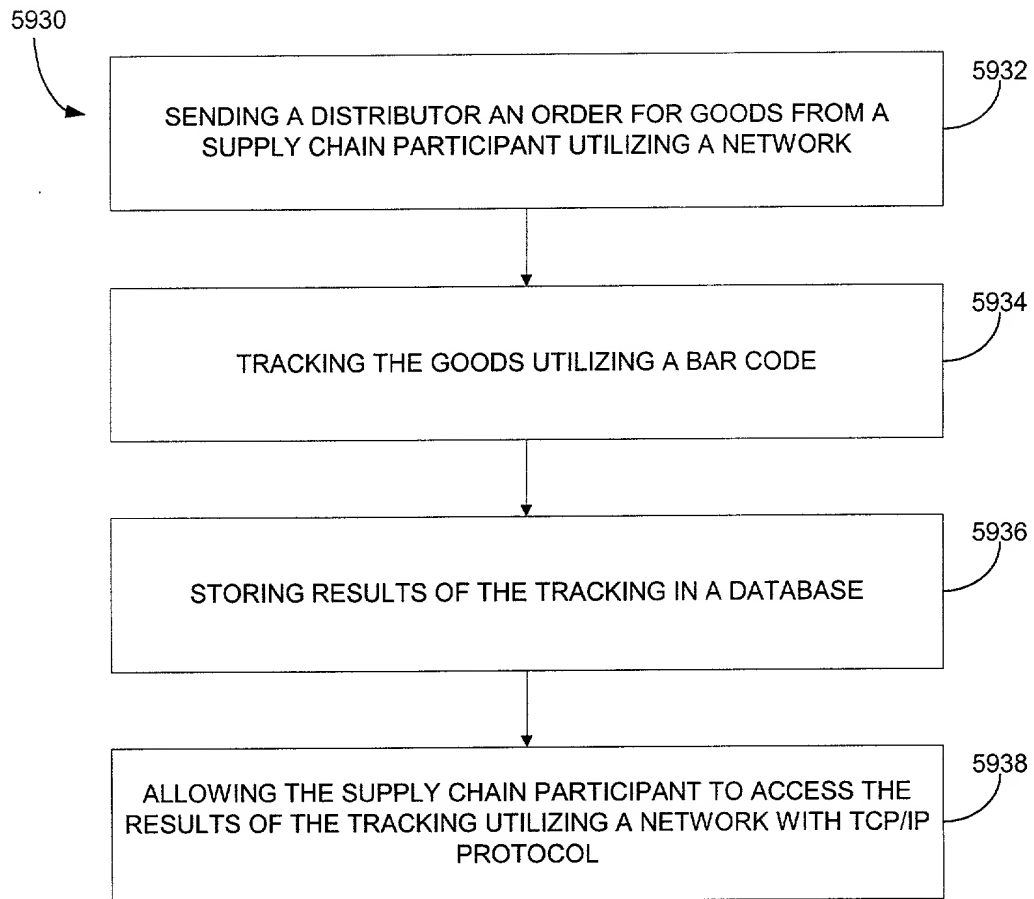 5930
5932
SENDING A DISTRIBUTOR AN ORDER FOR GOODS FROM A
SUPPLY CHAIN PARTICIPANT UTILIZING A NETWORK
5934
TRACKING THE GOODS UTILIZING A BAR CODE
5936
STORING RESULTS OF THE TRACKING IN A DATABASE
5938
ALLOWING THE SUPPLY CHAIN PARTICIPANT TO ACCESS THE
RESULTS OF THE TRACKING UTILIZING A NETWORK WITH TCP/IP
PROTOCOL